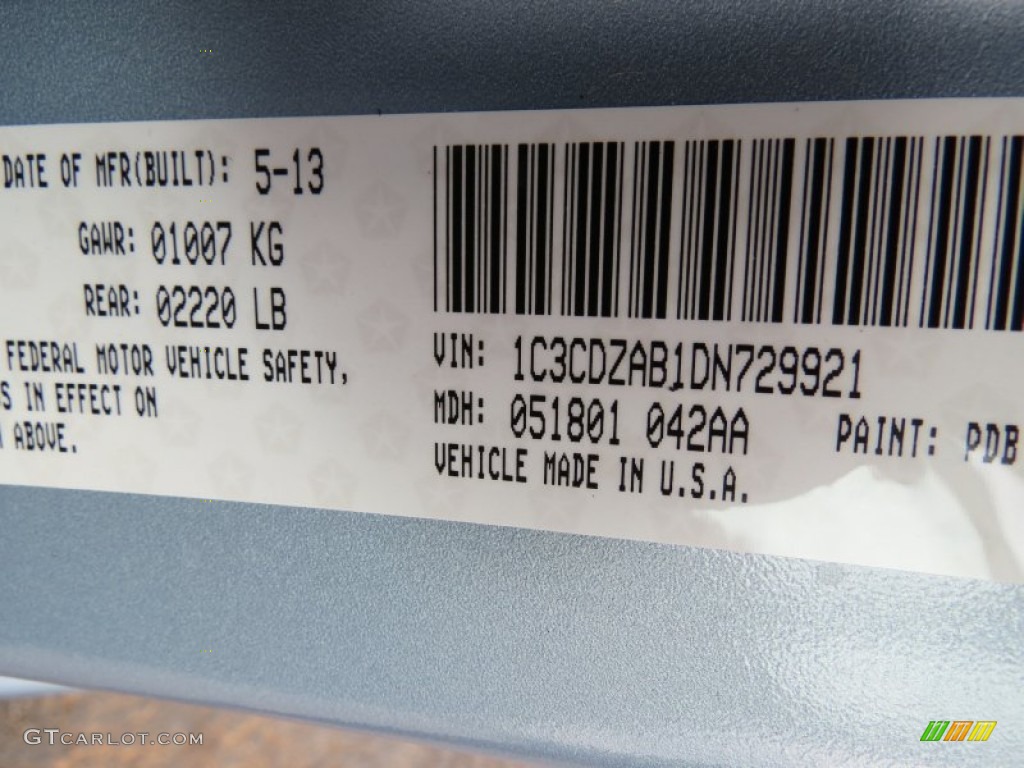 DATE OF MFR(BUILT): 5-13
GAWR: 01007 KG
REAR: 02220 LB
FEDERAL MOTOR VEHICLE SAFETY,
S IN EFFECT ON
ABOVE.
VIN: 1C3CDZAB1DN729921
MDH: 051801 042AA PAINT: PDB
VEHICLE MADE IN U.S.A.
GTCARLOT.COM